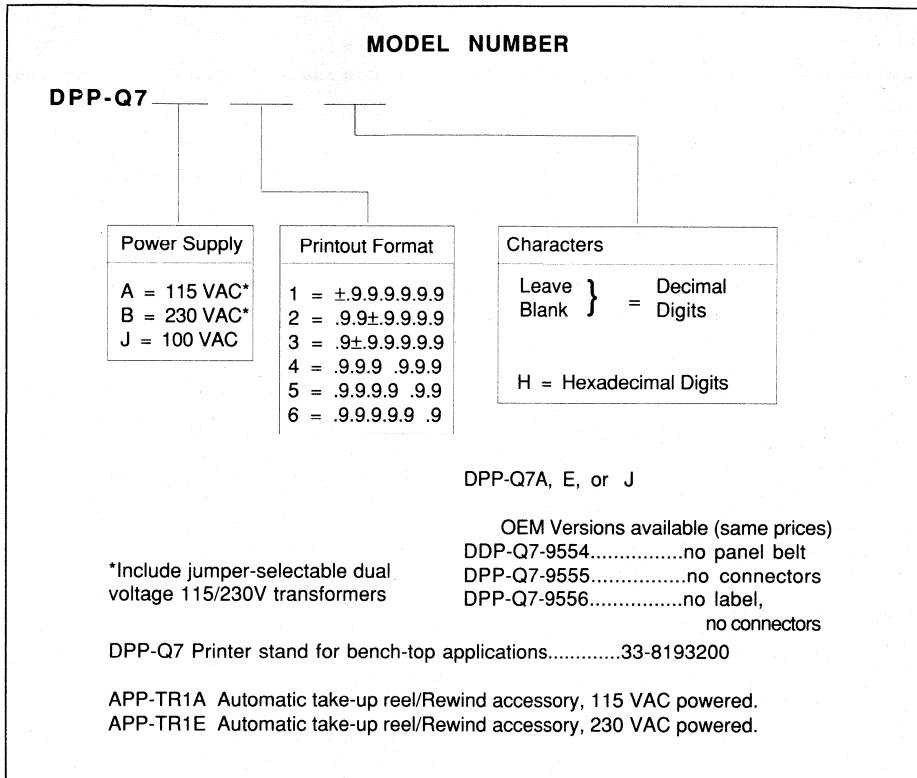 MODEL NUMBER
DPP-Q7
Power Supply
A = 115 VAC*
B = 230 VAC*
J = 100 VAC
Printout Format
1 = ±.9.9.9.9.9.9
2 = .9.9±.9.9.9.9
3 = .9±.9.9.9.9.9
4 = .9.9.9 .9.9.9
5 = .9.9.9.9 .9.9
6 = .9.9.9.9.9 .9
Characters
Leave } = Decimal
Blank Digits
H = Hexadecimal Digits
DPP-Q7A, E, or J
OEM Versions available (same prices)
DDP-Q7-9554................no panel belt
DPP-Q7-9555................no connectors
DPP-Q7-9556................no label,
no connectors
*Include jumper-selectable dual
voltage 115/230V transformers
DPP-Q7 Printer stand for bench-top applications.............33-8193200
APP-TR1A Automatic take-up reel/Rewind accessory, 115 VAC powered.
APP-TR1E Automatic take-up reel/Rewind accessory, 230 VAC powered.